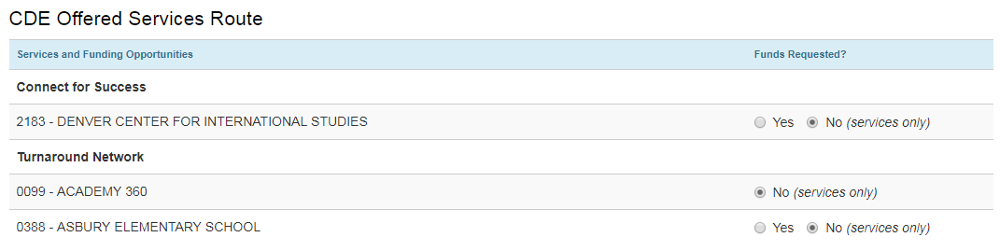 CDE Offered Services Route
Services and Funding Opportunities Funds Requested?
Connect for Success
2183 - DENVER CENTER FOR INTERNATIONAL STUDIES Yes No (services only)
Turnaround Network
0099 - ACADEMY 360 No (services only)
0388 - ASBURY ELEMENTARY SCHOOL Yes No (services only)